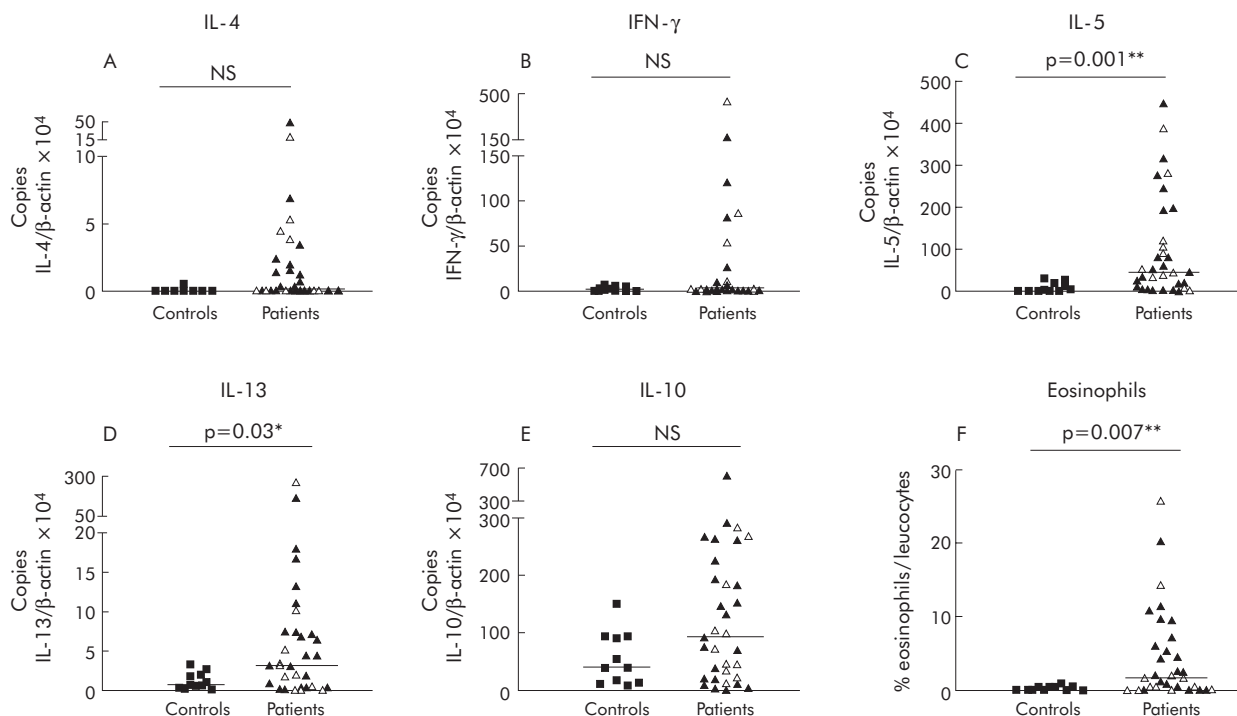 IL-4
A
NS
Copies
IL-4/β-actin ×10⁴
50
15
10
5
0
Controls
Patients
IFN-γ
B
NS
Copies
IFN-γ/β-actin ×10⁴
500
150
150
100
50
0
Controls
Patients
IL-5
C
p=0.001**
Copies
IL-5/β-actin ×10⁴
500
400
300
200
100
0
Controls
Patients
IL-13
D
p=0.03*
Copies
IL-13/β-actin ×10⁴
300
50
20
15
10
5
0
Controls
Patients
IL-10
E
NS
Copies
IL-10/β-actin ×10⁴
700
300
300
200
100
0
Controls
Patients
Eosinophils
F
p=0.007**
% eosinophils/leucocytes
30
20
10
0
Controls
Patients